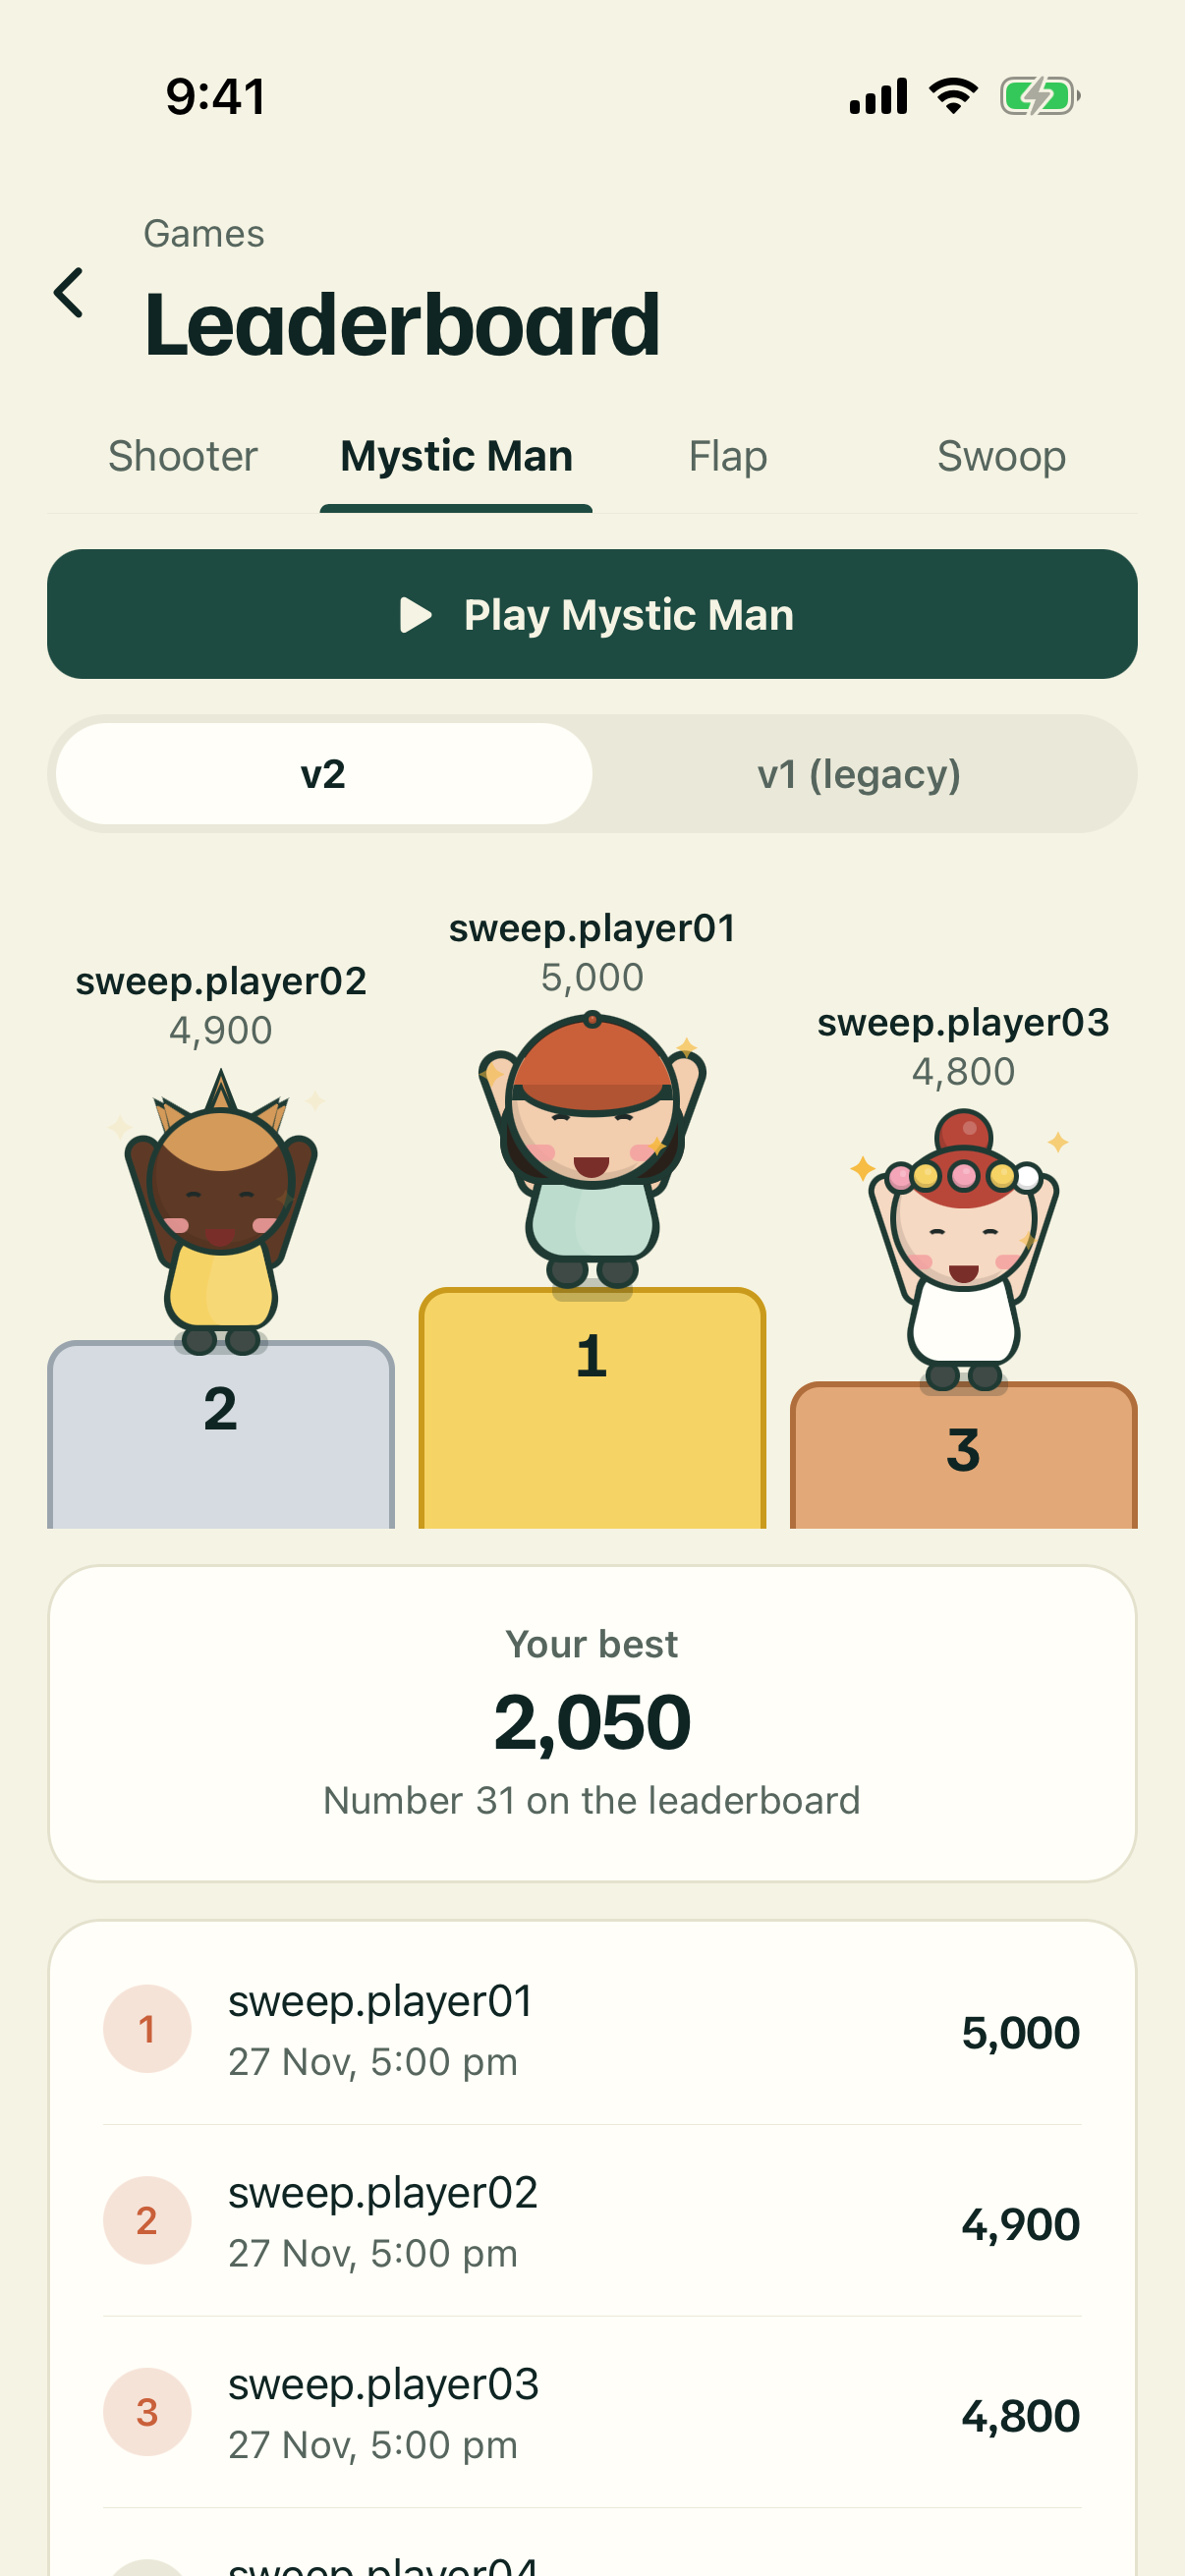 9:41
Games
Leaderboard
Shooter
Mystic Man
Flap
Swoop
Play Mystic Man
v2
v1 (legacy)
sweep.player01
5,000
sweep.player02
4,900
sweep.player03
4,800
1
2
3
Your best
2,050
Number 31 on the leaderboard
1
sweep.player01
27 Nov, 5:00 pm
5,000
2
sweep.player02
27 Nov, 5:00 pm
4,900
3
sweep.player03
27 Nov, 5:00 pm
4,800
sweep.player04